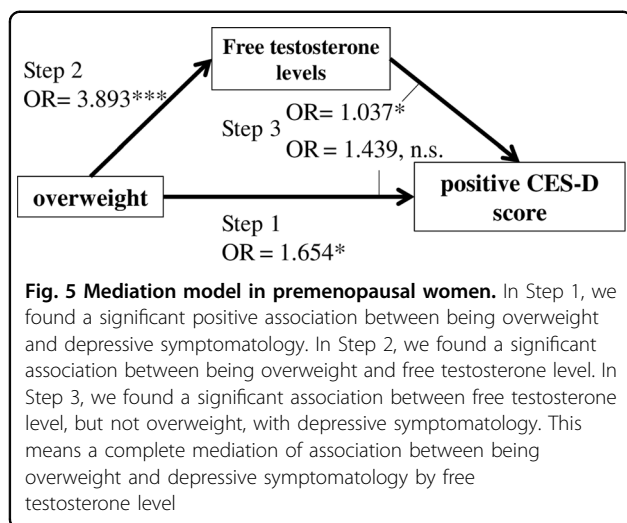 Free testosterone
levels
Step 2
OR= 3.893***
Step 3
OR= 1.037*
OR = 1.439, n.s.
overweight
positive CES-D
score
Step 1
OR = 1.654*
Fig. 5 Mediation model in premenopausal women. In Step 1, we
found a significant positive association between being overweight
and depressive symptomatology. In Step 2, we found a significant
association between being overweight and free testosterone level. In
Step 3, we found a significant association between free testosterone
level, but not overweight, with depressive symptomatology. This
means a complete mediation of association between being
overweight and depressive symptomatology by free
testosterone level